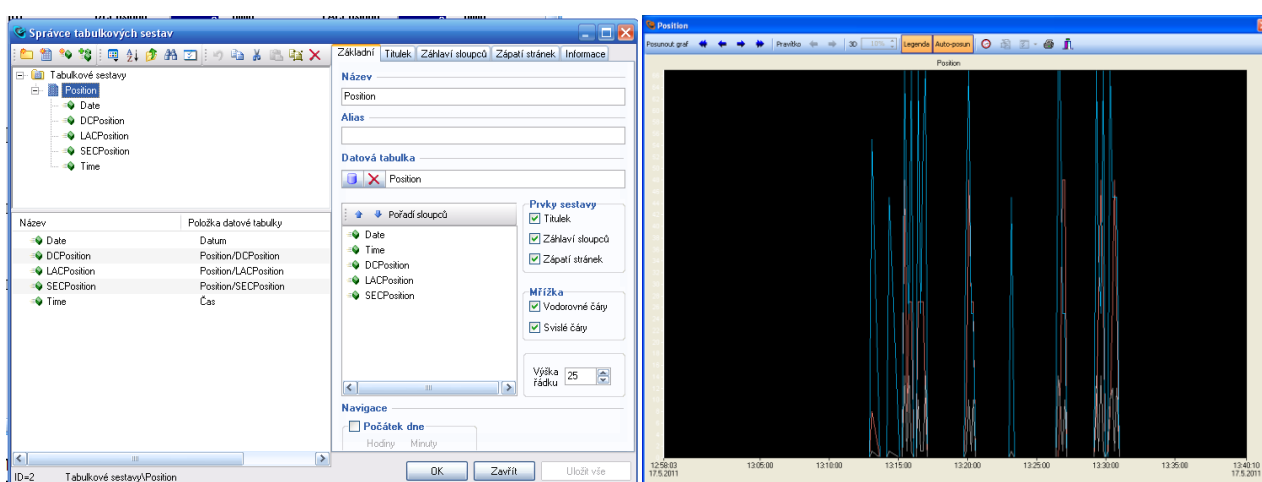 Správce tabulkových sestav
Tabulkové sestavy
Position
Date
DCPosition
LACPosition
SECPosition
Time
Název
Položka datové tabulky
Date
Datum
DCPosition
Position/DCPosition
LACPosition
Position/LACPosition
SECPosition
Position/SECPosition
Time
Čas
ID=2
Tabulkové sestavy\Position
Základní
Titulek
Záhlaví sloupců
Zápatí stránek
Informace
Název
Position
Alias
Datová tabulka
Position
Pořadí sloupců
Date
Time
DCPosition
LACPosition
SECPosition
Prvky sestavy
Titulek
Záhlaví sloupců
Zápatí stránek
Mřížka
Vodorovné čáry
Svislé čáry
Výška
řádku
25
Navigace
Počátek dne
Hodiny
Minuty
OK
Zavřít
Uložit vše
Position
Posunout graf
Pravítko
3D
10%
Legenda
Auto-posun
Position
12:58:03
17.5.2011
13:05:00
13:10:00
13:15:00
13:20:00
13:25:00
13:30:00
13:35:00
13:40:10
17.5.2011